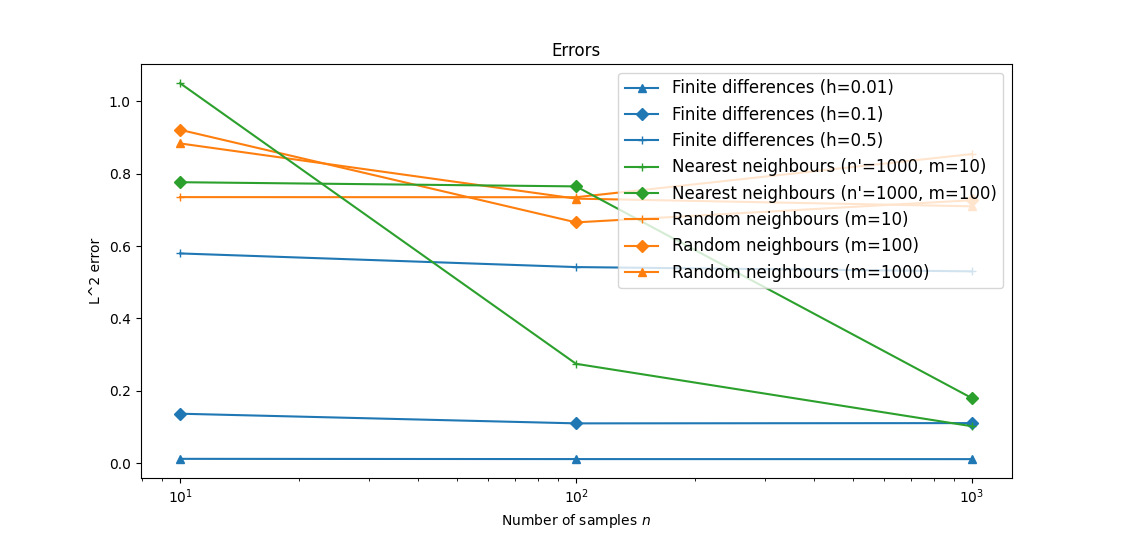 Errors
Finite differences (h=0.01)
Finite differences (h=0.1)
Finite differences (h=0.5)
Nearest neighbours (n'=1000, m=10)
Nearest neighbours (n'=1000, m=100)
Random neighbours (m=10)
Random neighbours (m=100)
Random neighbours (m=1000)
L^2 error
1.0
0.8
0.6
0.4
0.2
0.0
10¹ 10² 10³
Number of samples n